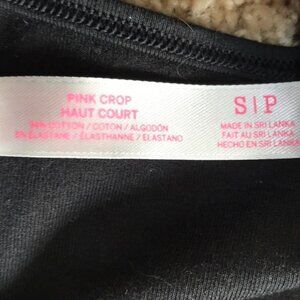 PINK CROP
HAUT COURT
COTTON / COTON / ALGODÓN
ELASTANE / ÉLASTHANNE / ELASTANO
S|P
MADE IN SRI LANKA
FAIT AU SRI LANKA
HECHO EN SRI LANKA